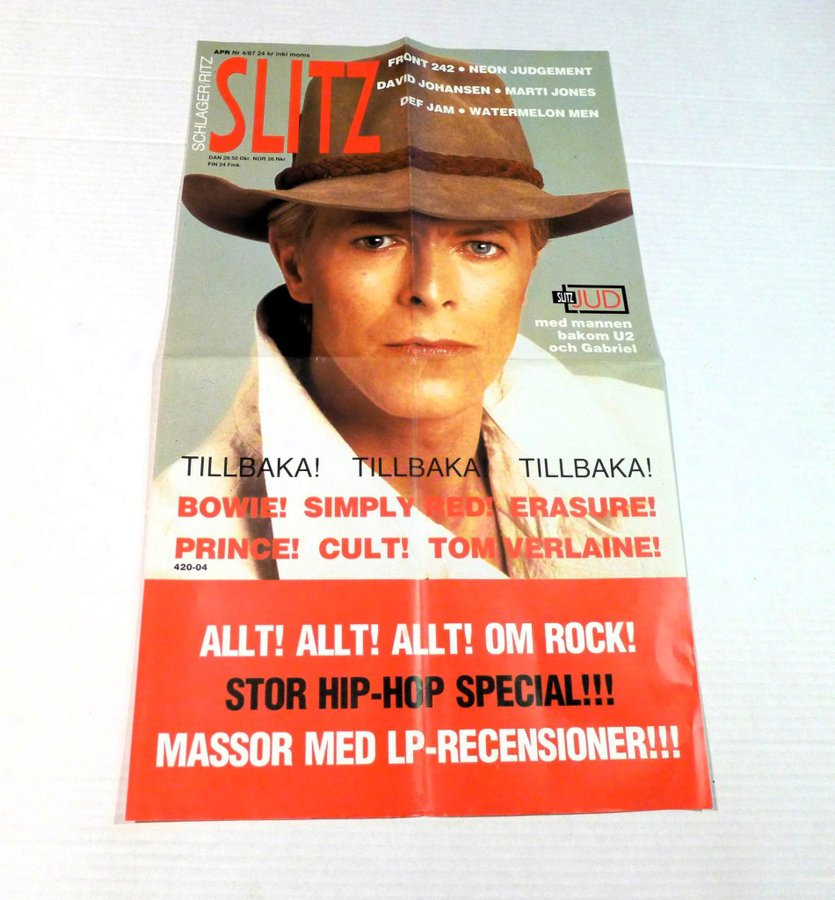 APR Nr 4/87 24 kr inkl moms
SCHLAGER RITZ
SLITZ
DAN 29.50 Dkr. NOR 26 Nkr.
FIN 24 Fmk.
FRONT 242 • NEON JUDGEMENT
DAVID JOHANSEN • MARTI JONES
DEF JAM • WATERMELON MEN
SLITZ JUD
med mannen
bakom U2
och Gabriel
TILLBAKA! TILLBAKA! TILLBAKA!
BOWIE! SIMPLY RED! ERASURE!
PRINCE! CULT! TOM VERLAINE!
420-04
ALLT! ALLT! ALLT! OM ROCK!
STOR HIP-HOP SPECIAL!!!
MASSOR MED LP-RECENSIONER!!!